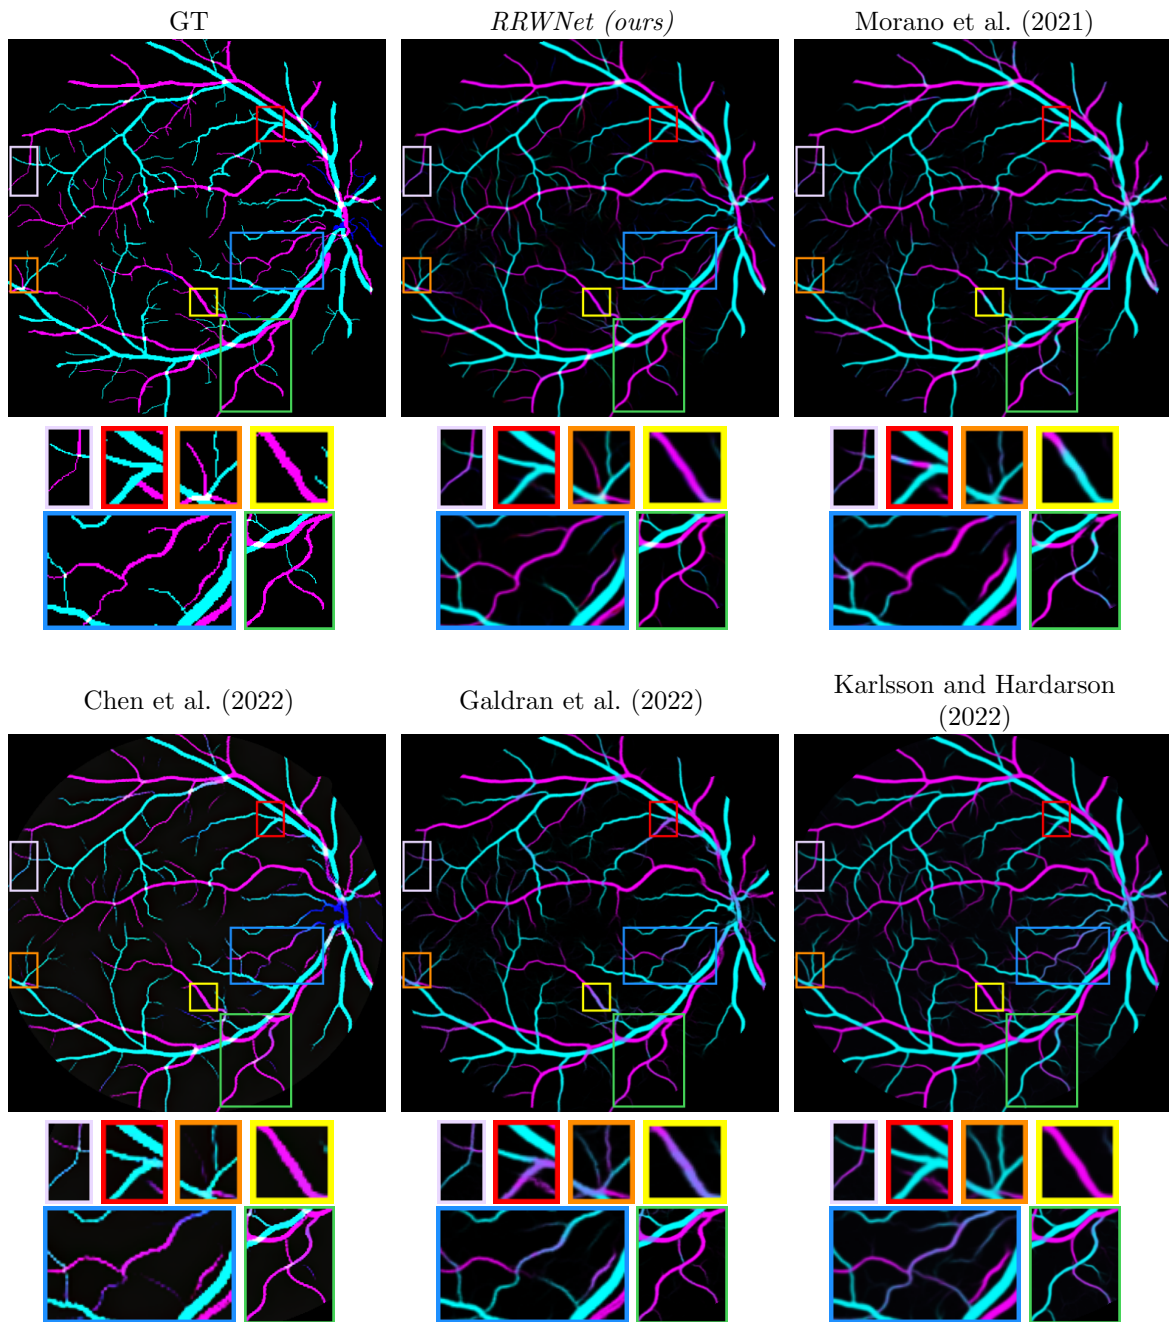 GT
RRWNet (ours)
Morano et al. (2021)
Chen et al. (2022)
Galdran et al. (2022)
Karlsson and Hardarson
(2022)